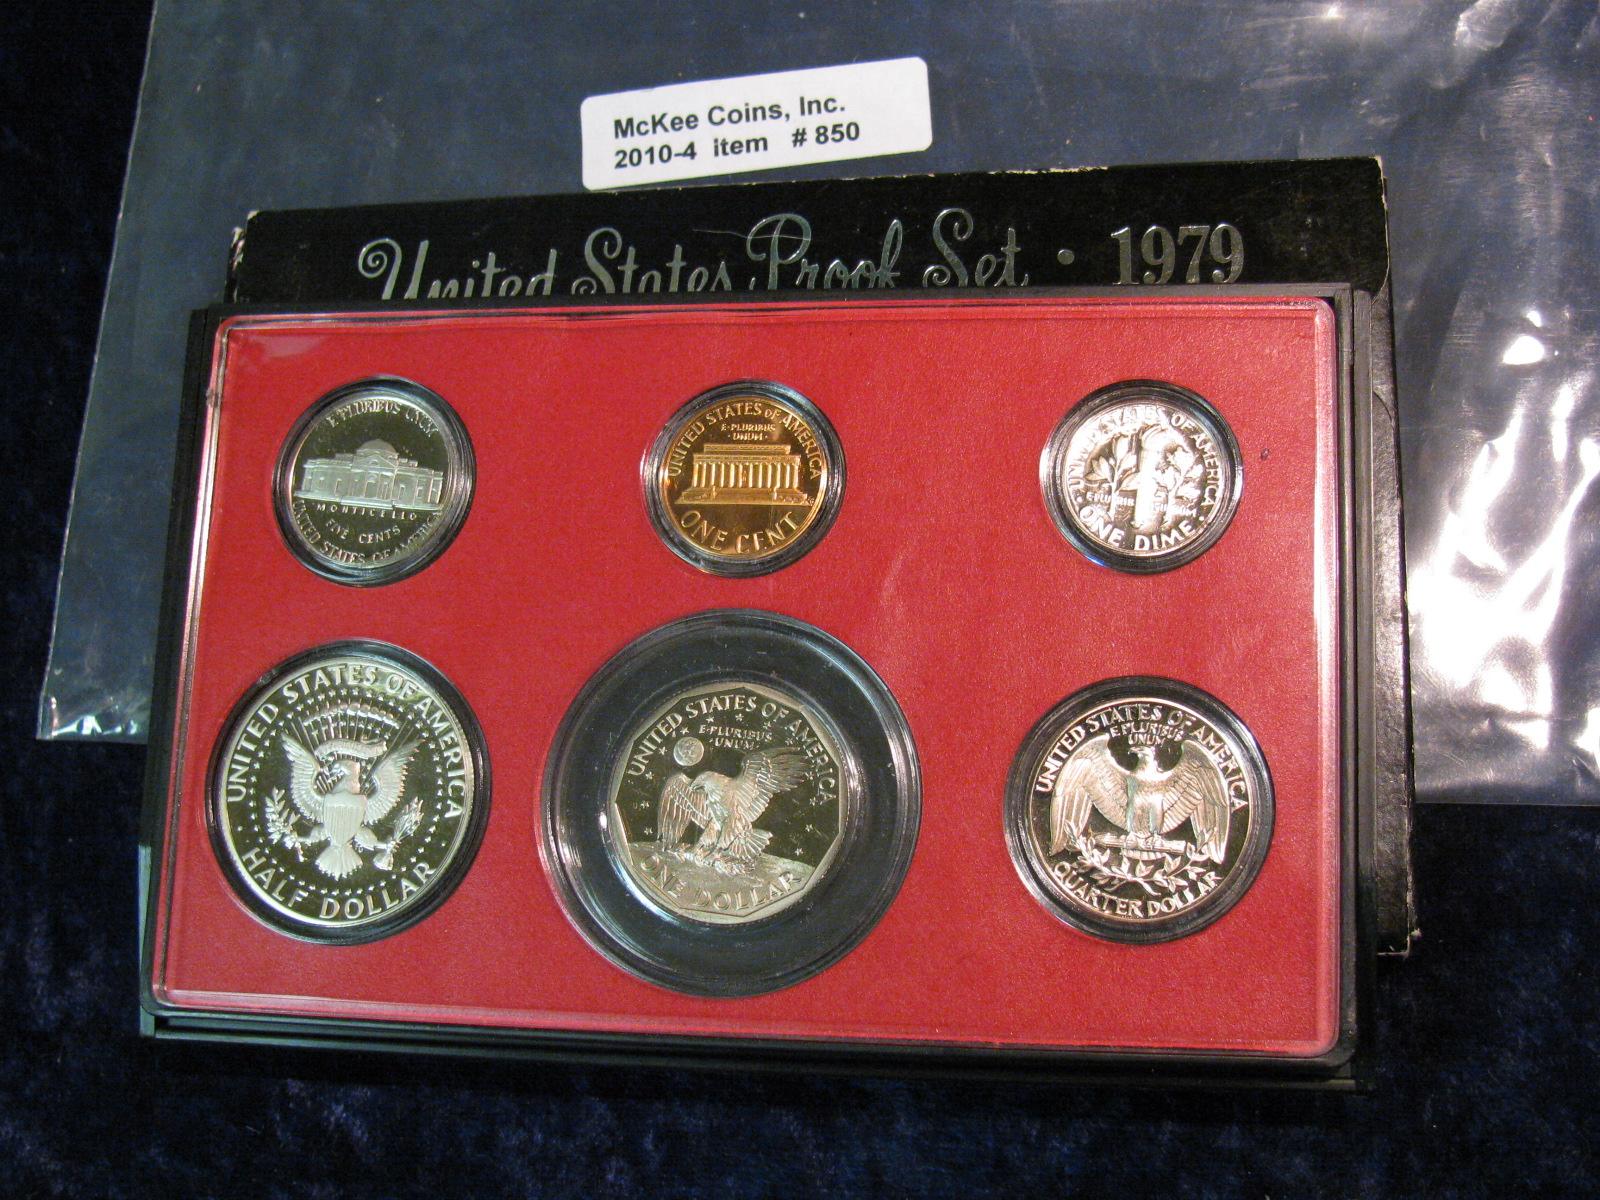 McKee Coins, Inc.
2010-4 item # 850
United States Proof Set · 1979
E·PLURIBUS UNUM
MONTICELLO
FIVE CENTS
UNITED STATES OF AMERICA
UNITED STATES OF AMERICA
E·PLURIBUS
·UNUM·
ONE CENT
UNITED STATES OF AMERICA
ONE DIME
UNITED STATES OF AMERICA
HALF DOLLAR
UNITED STATES OF AMERICA
E·PLURIBUS
·UNUM·
ONE DOLLAR
UNITED STATES OF AMERICA
E·PLURIBUS
UNUM
QUARTER DOLLAR